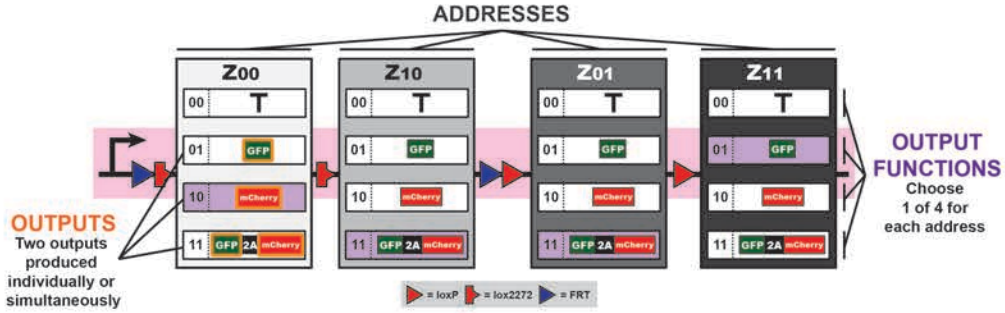 ADDRESSES
Z00 Z10 Z01 Z11
00 T 00 T 00 T 00 T
01 GFP 01 GFP 01 GFP 01 GFP
10 mCherry 10 mCherry 10 mCherry 10 mCherry
11 GFP 2A mCherry 11 GFP 2A mCherry 11 GFP 2A mCherry 11 GFP 2A mCherry
OUTPUTS
Two outputs
produced
individually or
simultaneously
OUTPUT
FUNCTIONS
Choose
1 of 4 for
each address
= loxP = lox2272 = FRT